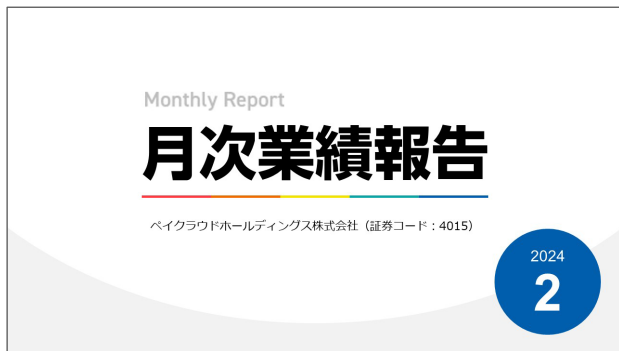 Monthly Report
月次業績報告
ペイクラウドホールディングス株式会社（証券コード：4015）
2024
2